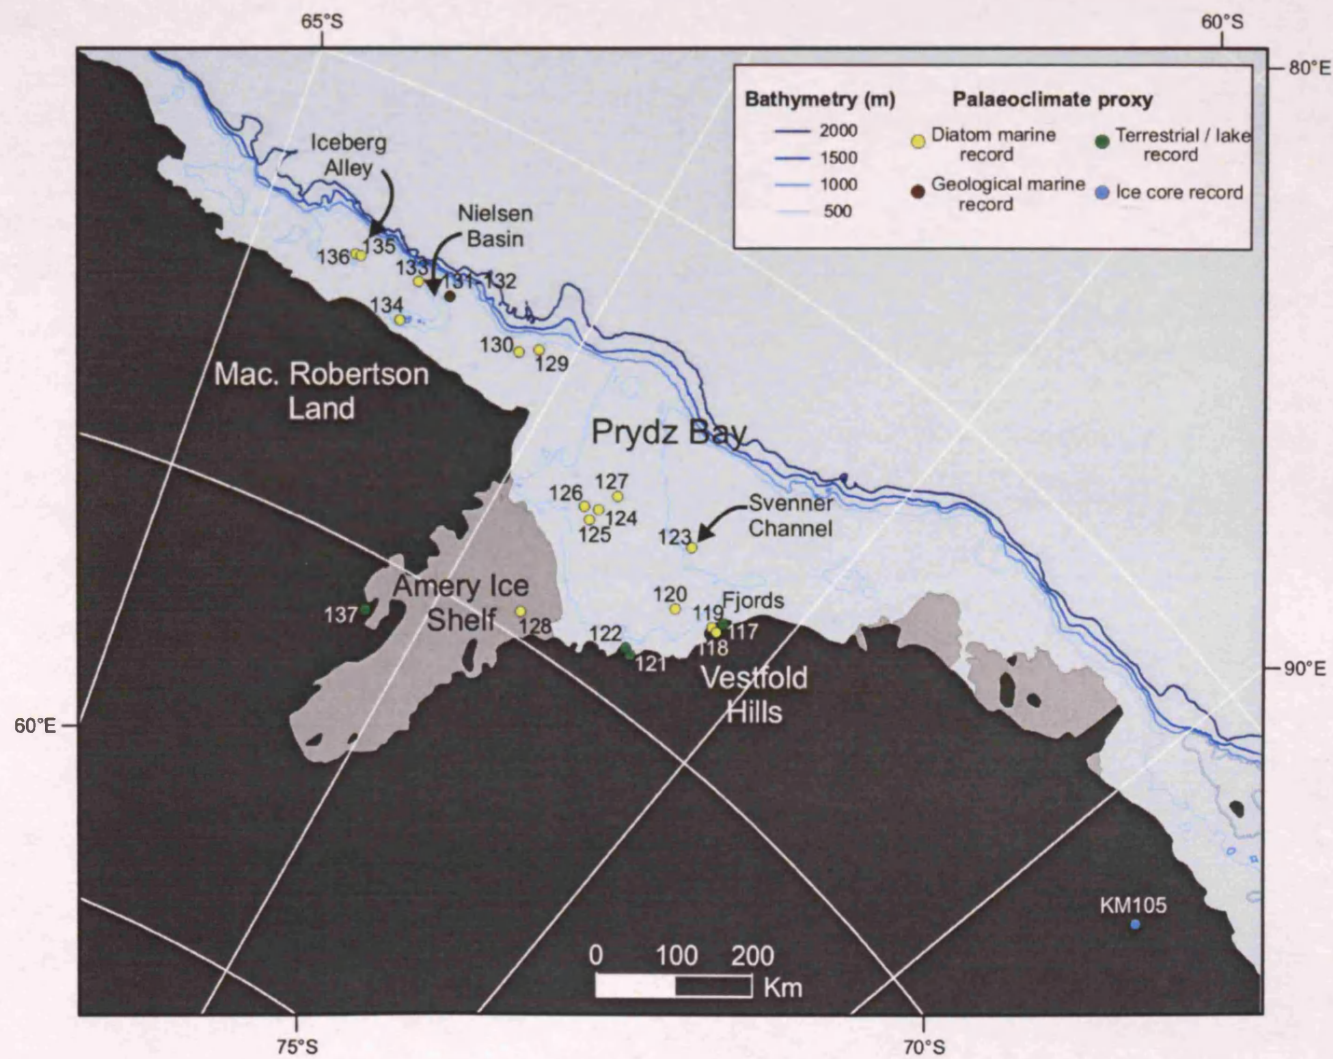 65°S
60°S
80°E
Bathymetry (m)
2000
1500
1000
500
Palaeoclimate proxy
Diatom marine
record
Terrestrial / lake
record
Geological marine
record
Ice core record
Iceberg
Alley
Nielsen
Basin
136
135
133
131
132
134
130
129
Mac. Robertson
Land
Prydz Bay
127
126
124
125
Svenner
Channel
123
Amery Ice
Shelf
137
128
120
Fjords
119
117
118
122
121
Vestfold
Hills
90°E
60°E
KM105
0 100 200
Km
75°S
70°S